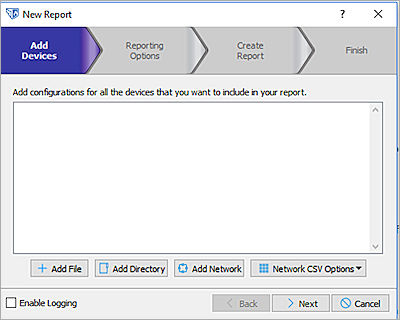 New Report
Add Devices
Reporting Options
Create Report
Finish
Add configurations for all the devices that you want to include in your report.
Add File
Add Directory
Add Network
Network CSV Options
Enable Logging
Back
Next
Cancel